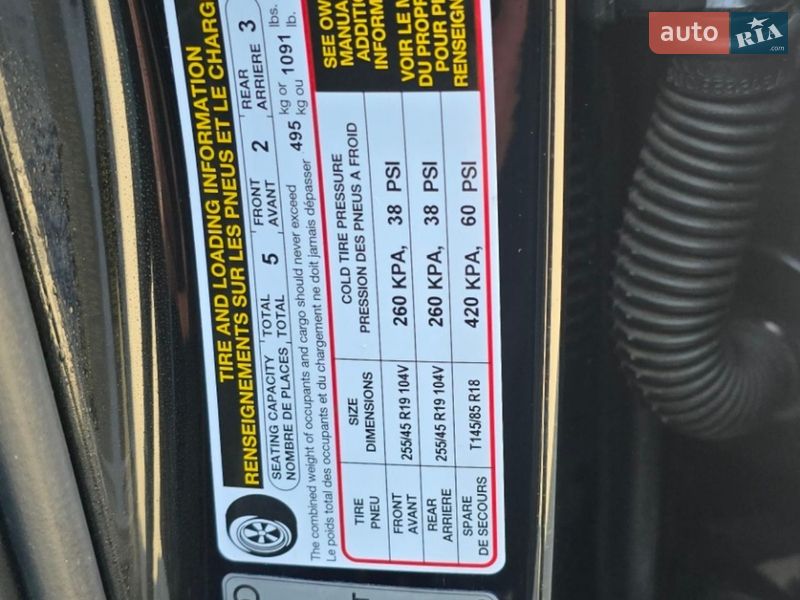 TIRE AND LOADING INFORMATION
RENSEIGNEMENTS SUR LES PNEUS ET LE CHARG
SEATING CAPACITY TOTAL 5 FRONT 2 REAR 3
NOMBRE DE PLACES TOTAL AVANT ARRIERE
The combined weight of occupants and cargo should never exceed 495 kg or 1091 lbs.
Le poids total des occupants et du chargement ne doit jamais dépasser kg ou lb.
TIRE SIZE COLD TIRE PRESSURE
PNEU DIMENSIONS PRESSION DES PNEUS A FROID
FRONT 255/45 R19 104V 260 KPA, 38 PSI
AVANT
REAR 255/45 R19 104V 260 KPA, 38 PSI
ARRIERE
SPARE T145/85 R18 420 KPA, 60 PSI
DE SECOURS
SEE OW
MANUA
ADDITIO
INFORM
VOIR LE M
DU PROPR
POUR P
RENSEIGN
auto RIA
.com